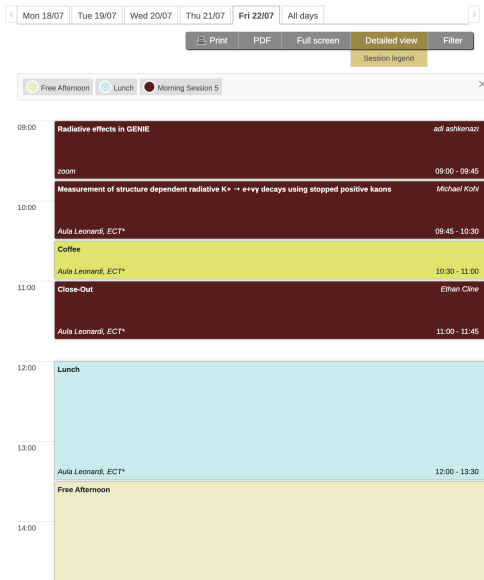 Mon 18/07 Tue 19/07 Wed 20/07 Thu 21/07 Fri 22/07 All days
Print PDF Full screen Detailed view Filter
Session legend
Free Afternoon Lunch Morning Session 5
09:00
Radiative effects in GENIE adi ashkenazi
zoom 09:00 - 09:45
Measurement of structure dependent radiative K+ → e+νγ decays using stopped positive kaons Michael Kohl
10:00
Aula Leonardi, ECT* 09:45 - 10:30
Coffee
Aula Leonardi, ECT* 10:30 - 11:00
11:00 Close-Out Ethan Cline
Aula Leonardi, ECT* 11:00 - 11:45
12:00 Lunch
13:00
Aula Leonardi, ECT* 12:00 - 13:30
Free Afternoon
14:00